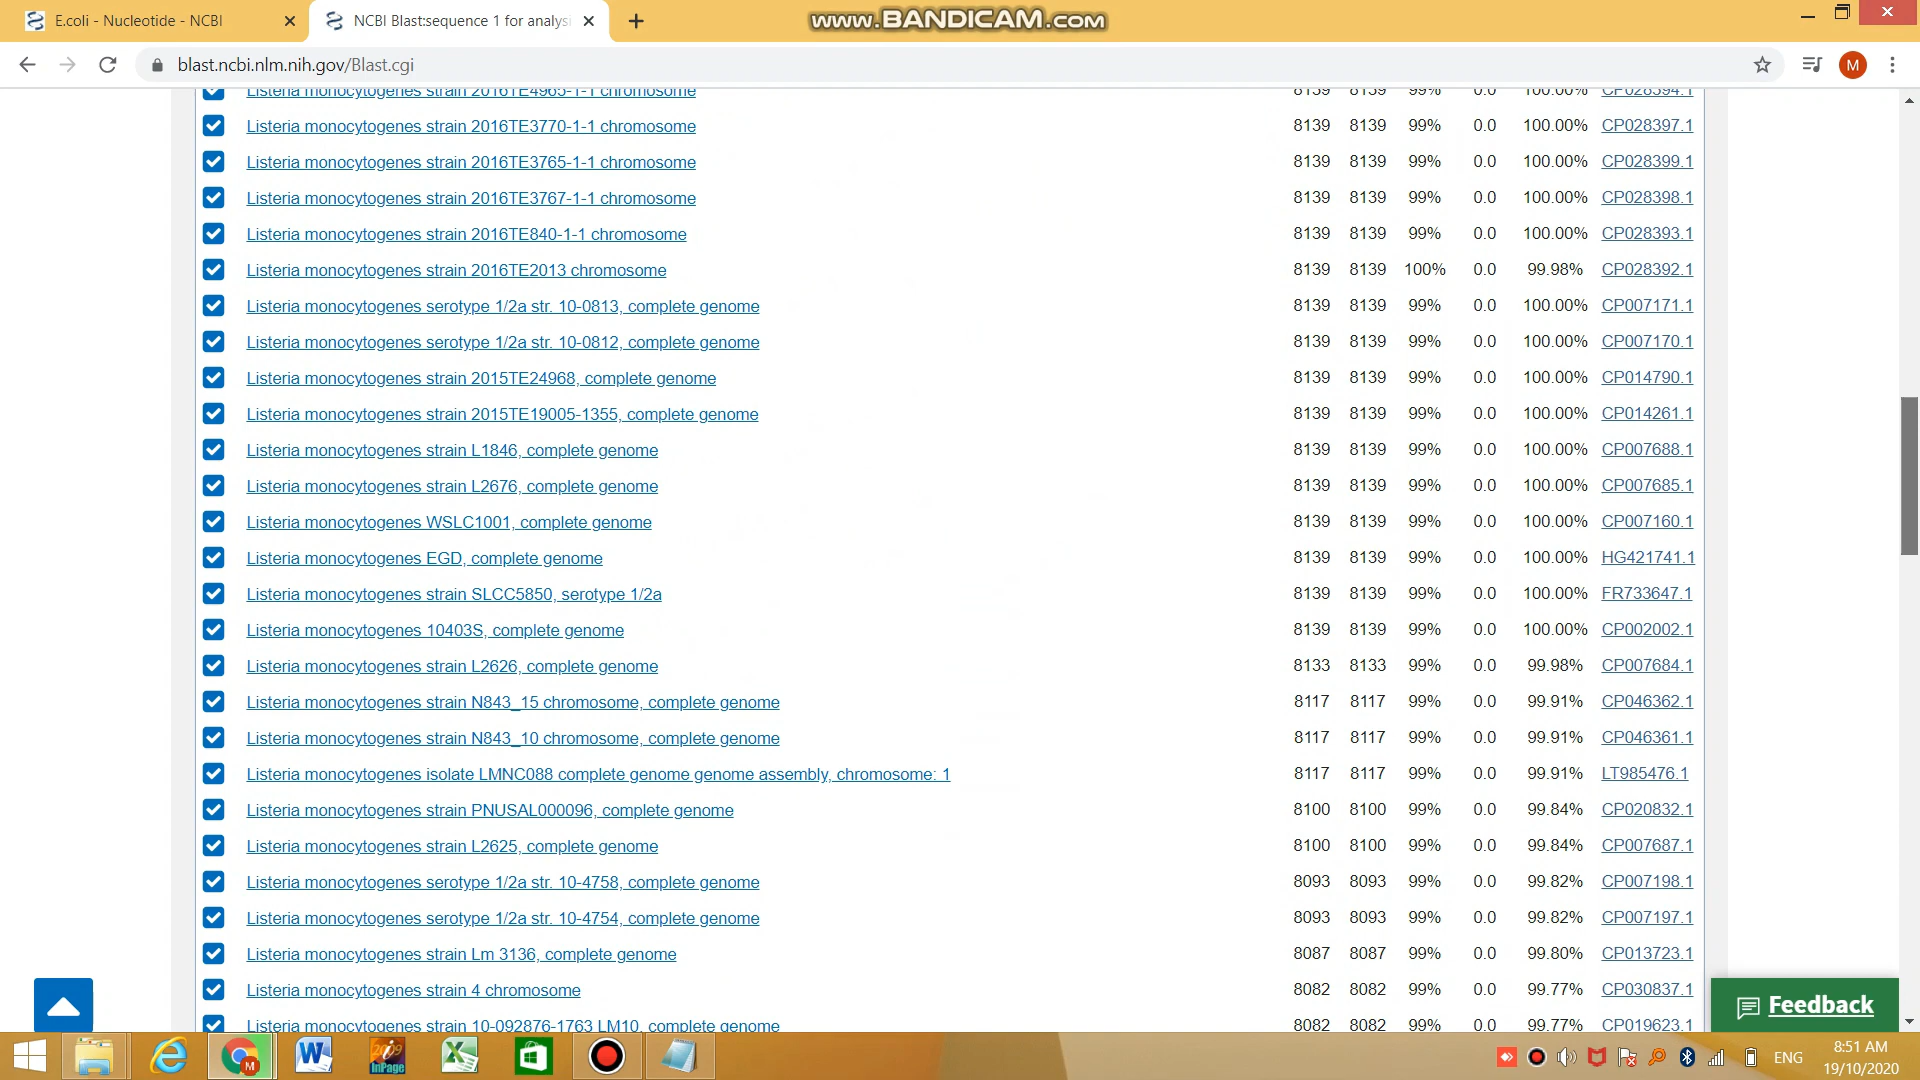 E.coli - Nucleotide - NCBI
NCBI Blast:sequence 1 for analys
www.BANDICAM.com
blast.ncbi.nlm.nih.gov/Blast.cgi
M
Listeria monocytogenes strain 2016TE4965-1-1 chromosome 8139 8139 99% 0.0 100.00% CP028394.1
Listeria monocytogenes strain 2016TE3770-1-1 chromosome 8139 8139 99% 0.0 100.00% CP028397.1
Listeria monocytogenes strain 2016TE3765-1-1 chromosome 8139 8139 99% 0.0 100.00% CP028399.1
Listeria monocytogenes strain 2016TE3767-1-1 chromosome 8139 8139 99% 0.0 100.00% CP028398.1
Listeria monocytogenes strain 2016TE840-1-1 chromosome 8139 8139 99% 0.0 100.00% CP028393.1
Listeria monocytogenes strain 2016TE2013 chromosome 8139 8139 100% 0.0 99.98% CP028392.1
Listeria monocytogenes serotype 1/2a str. 10-0813, complete genome 8139 8139 99% 0.0 100.00% CP007171.1
Listeria monocytogenes serotype 1/2a str. 10-0812, complete genome 8139 8139 99% 0.0 100.00% CP007170.1
Listeria monocytogenes strain 2015TE24968, complete genome 8139 8139 99% 0.0 100.00% CP014790.1
Listeria monocytogenes strain 2015TE19005-1355, complete genome 8139 8139 99% 0.0 100.00% CP014261.1
Listeria monocytogenes strain L1846, complete genome 8139 8139 99% 0.0 100.00% CP007688.1
Listeria monocytogenes strain L2676, complete genome 8139 8139 99% 0.0 100.00% CP007685.1
Listeria monocytogenes WSLC1001, complete genome 8139 8139 99% 0.0 100.00% CP007160.1
Listeria monocytogenes EGD, complete genome 8139 8139 99% 0.0 100.00% HG421741.1
Listeria monocytogenes strain SLCC5850, serotype 1/2a 8139 8139 99% 0.0 100.00% FR733647.1
Listeria monocytogenes 10403S, complete genome 8139 8139 99% 0.0 100.00% CP002002.1
Listeria monocytogenes strain L2626, complete genome 8133 8133 99% 0.0 99.98% CP007684.1
Listeria monocytogenes strain N843_15 chromosome, complete genome 8117 8117 99% 0.0 99.91% CP046362.1
Listeria monocytogenes strain N843_10 chromosome, complete genome 8117 8117 99% 0.0 99.91% CP046361.1
Listeria monocytogenes isolate LMNC088 complete genome genome assembly, chromosome: 1 8117 8117 99% 0.0 99.91% LT985476.1
Listeria monocytogenes strain PNUSAL000096, complete genome 8100 8100 99% 0.0 99.84% CP020832.1
Listeria monocytogenes strain L2625, complete genome 8100 8100 99% 0.0 99.84% CP007687.1
Listeria monocytogenes serotype 1/2a str. 10-4758, complete genome 8093 8093 99% 0.0 99.82% CP007198.1
Listeria monocytogenes serotype 1/2a str. 10-4754, complete genome 8093 8093 99% 0.0 99.82% CP007197.1
Listeria monocytogenes strain Lm 3136, complete genome 8087 8087 99% 0.0 99.80% CP013723.1
Listeria monocytogenes strain 4 chromosome 8082 8082 99% 0.0 99.77% CP030837.1
Listeria monocytogenes strain 10-092876-1763 LM10, complete genome 8082 8082 99% 0.0 99.77% CP019623.1
Feedback
M
2009
InPage
ENG
8:51 AM
19/10/2020